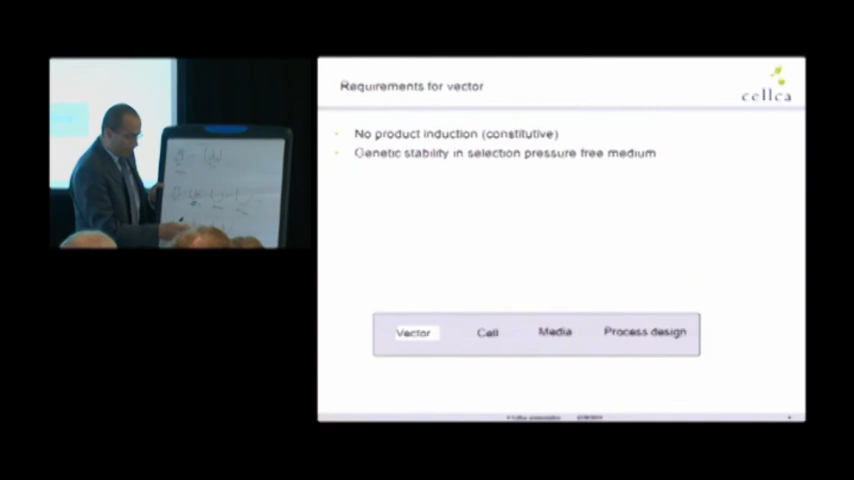 Requirements for vector
cellca
No product induction (constitutive)
Genetic stability in selection pressure free medium
Vector Cell Media Process design